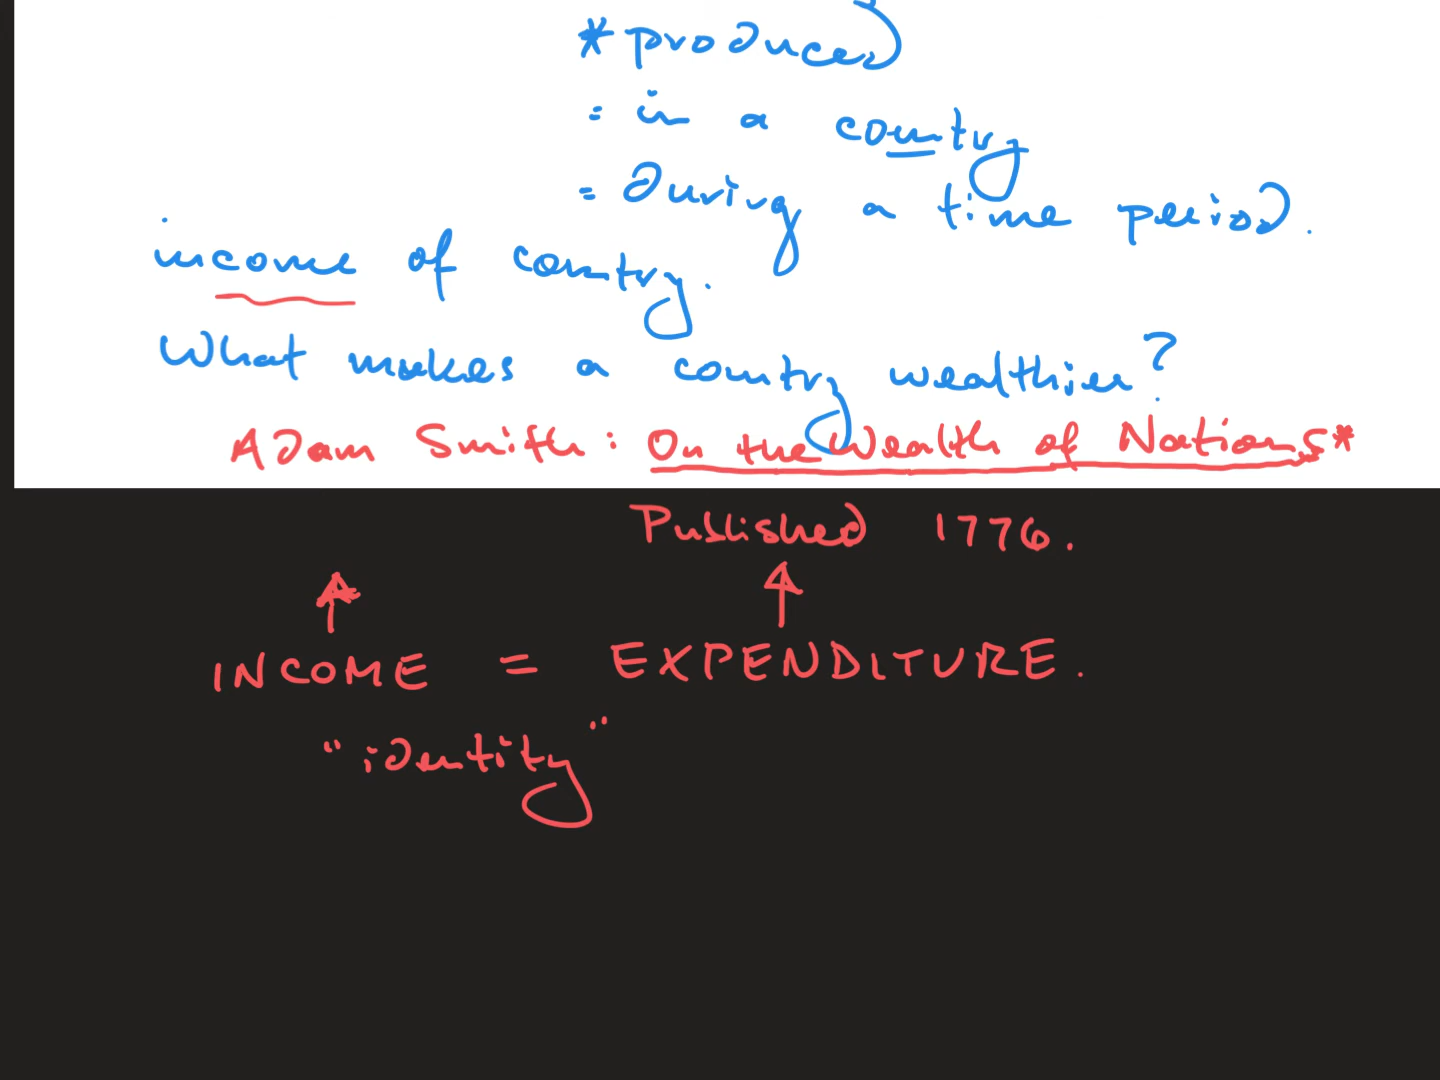 *produced
= in a country
= During a time period.
income of country.
What makes a country wealthier?
Adam Smith: On the Wealth of Nations*
Published 1776.
INCOME = EXPENDITURE.
"identity"